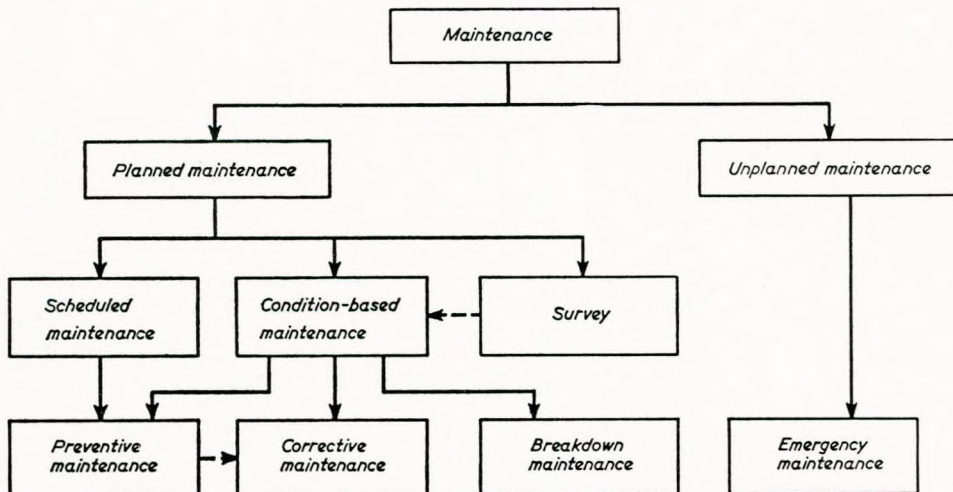 Maintenance
Planned maintenance
Unplanned maintenance
Scheduled
maintenance
Condition-based
maintenance
Survey
Preventive
maintenance
Corrective
maintenance
Breakdown
maintenance
Emergency
maintenance